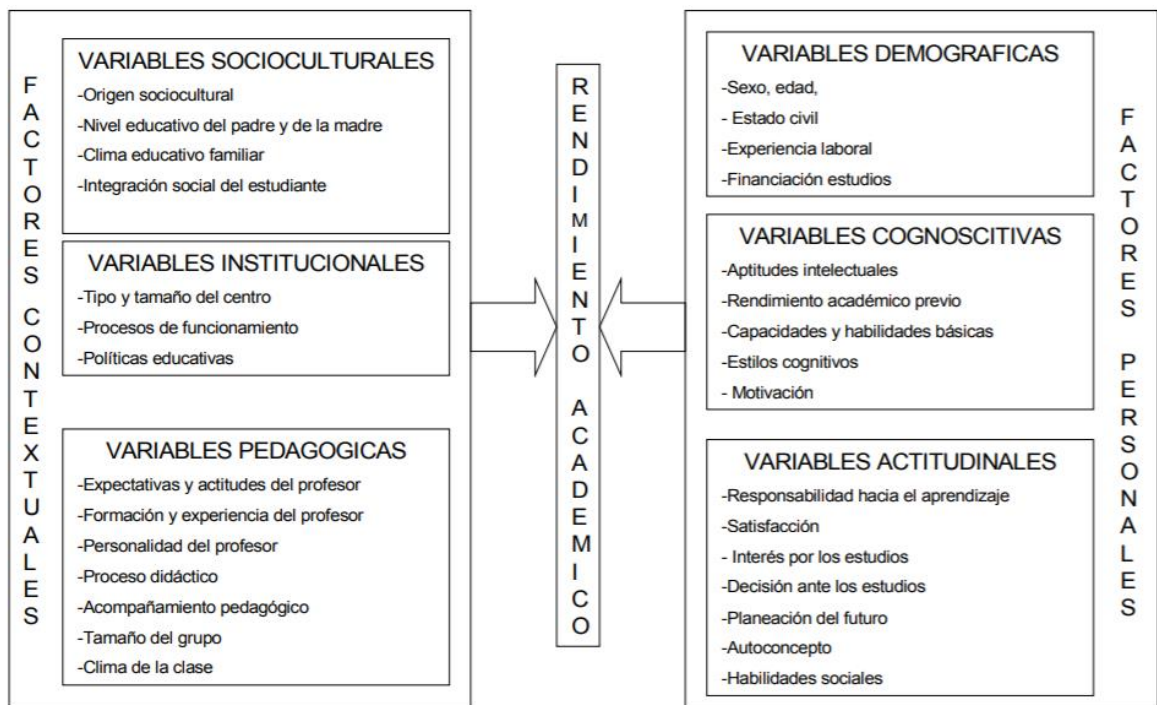 FACTORES CONTEXTUALES
VARIABLES SOCIOCULTURALES
-Origen sociocultural
-Nivel educativo del padre y de la madre
-Clima educativo familiar
-Integración social del estudiante
VARIABLES INSTITUCIONALES
-Tipo y tamaño del centro
-Procesos de funcionamiento
-Políticas educativas
VARIABLES PEDAGOGICAS
-Expectativas y actitudes del profesor
-Formación y experiencia del profesor
-Personalidad del profesor
-Proceso didáctico
-Acompañamiento pedagógico
-Tamaño del grupo
-Clima de la clase
RENDIMIENTO ACADEMICO
VARIABLES DEMOGRAFICAS
-Sexo, edad,
- Estado civil
-Experiencia laboral
-Financiación estudios
VARIABLES COGNOSCITIVAS
-Aptitudes intelectuales
-Rendimiento académico previo
-Capacidades y habilidades básicas
-Estilos cognitivos
- Motivación
VARIABLES ACTITUDINALES
-Responsabilidad hacia el aprendizaje
-Satisfacción
- Interés por los estudios
-Decisión ante los estudios
-Planeación del futuro
-Autoconcepto
-Habilidades sociales
FACTORES PERSONALES